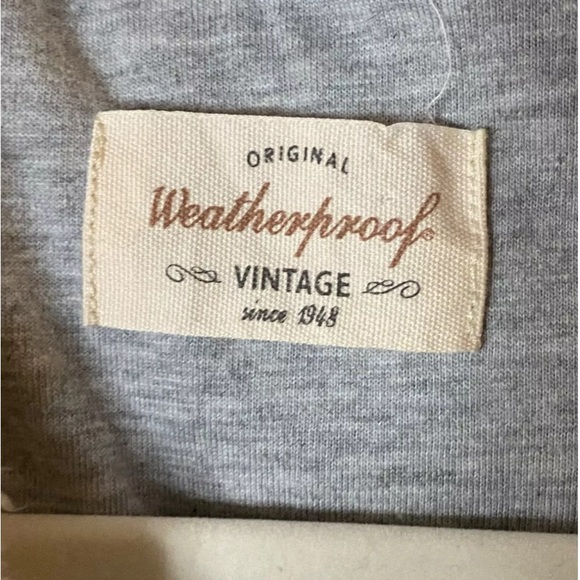 ORIGINAL
Weatherproof®
VINTAGE
since 1948